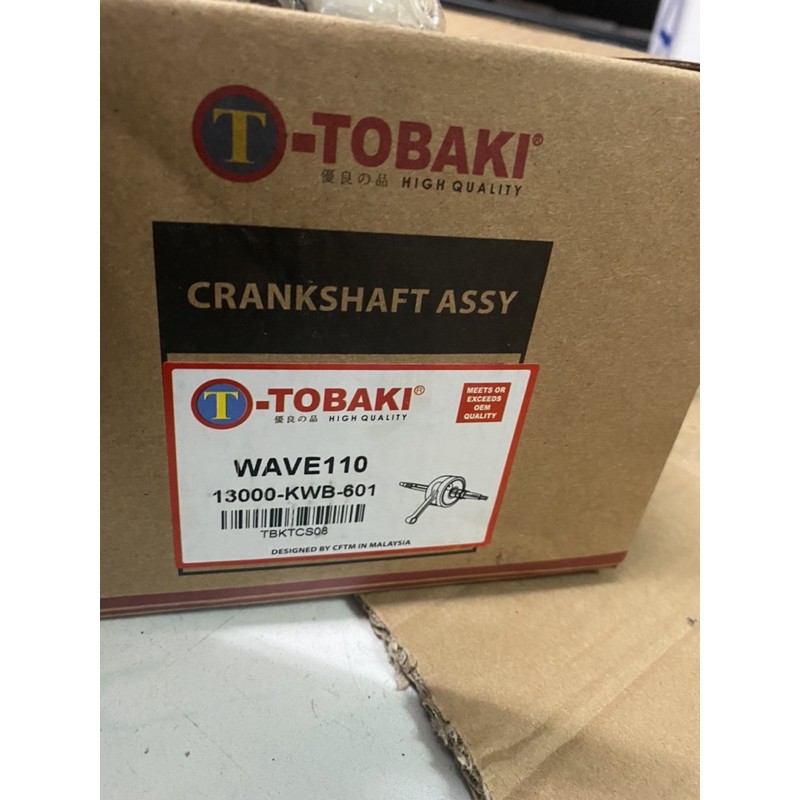 T-TOBAKI®
優良の品 HIGH QUALITY
CRANKSHAFT ASSY
T-TOBAKI®
優良の品 HIGH QUALITY
MEETS OR
EXCEEDS
OEM
QUALITY
WAVE110
13000-KWB-601
TBKTCS08
DESIGNED BY CFTM IN MALAYSIA